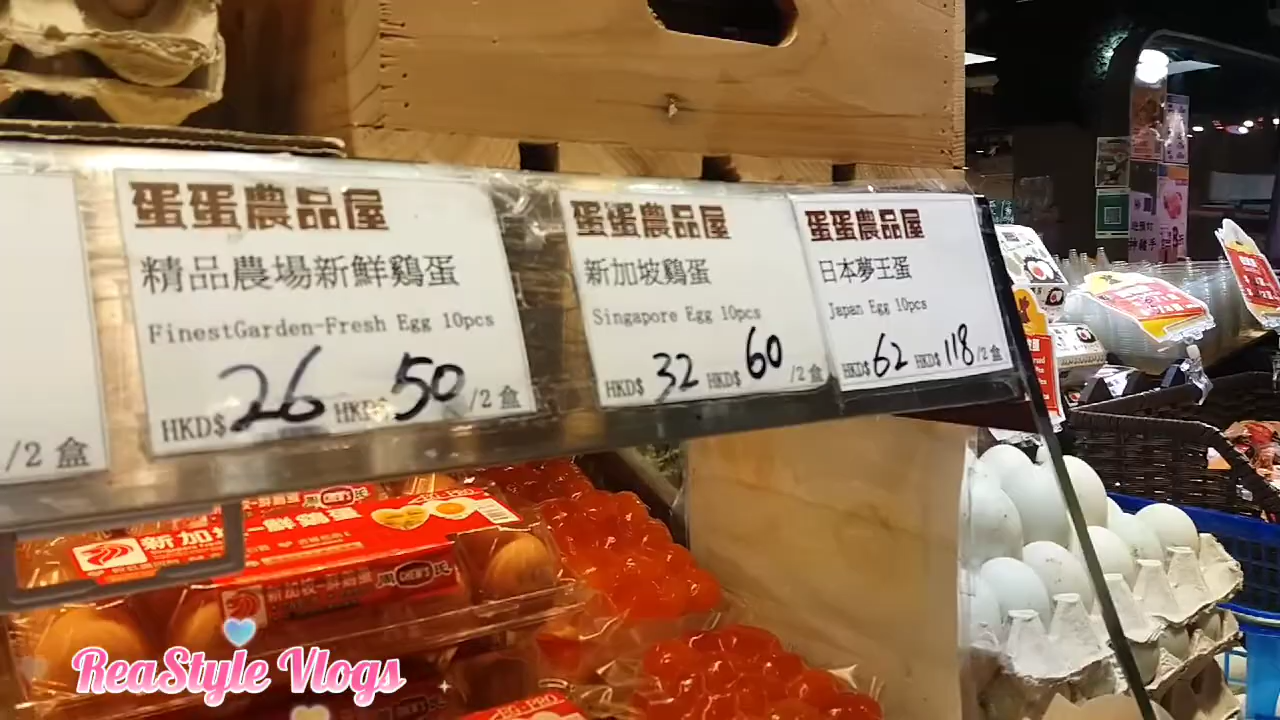 /2 盒
蛋蛋農品屋
精品農場新鮮鷄蛋
FinestGarden-Fresh Egg 10pcs
HKD$ 26 HKD$ 50 /2 盒
蛋蛋農品屋
新加坡鷄蛋
Singapore Egg 10pcs
HKD$ 32 HKD$ 60 /2 盒
蛋蛋農品屋
日本夢王蛋
Japan Egg 10pcs
HKD$ 62 HKD$ 118 /2 盒
CHEW'S
ReaStyle Vlogs